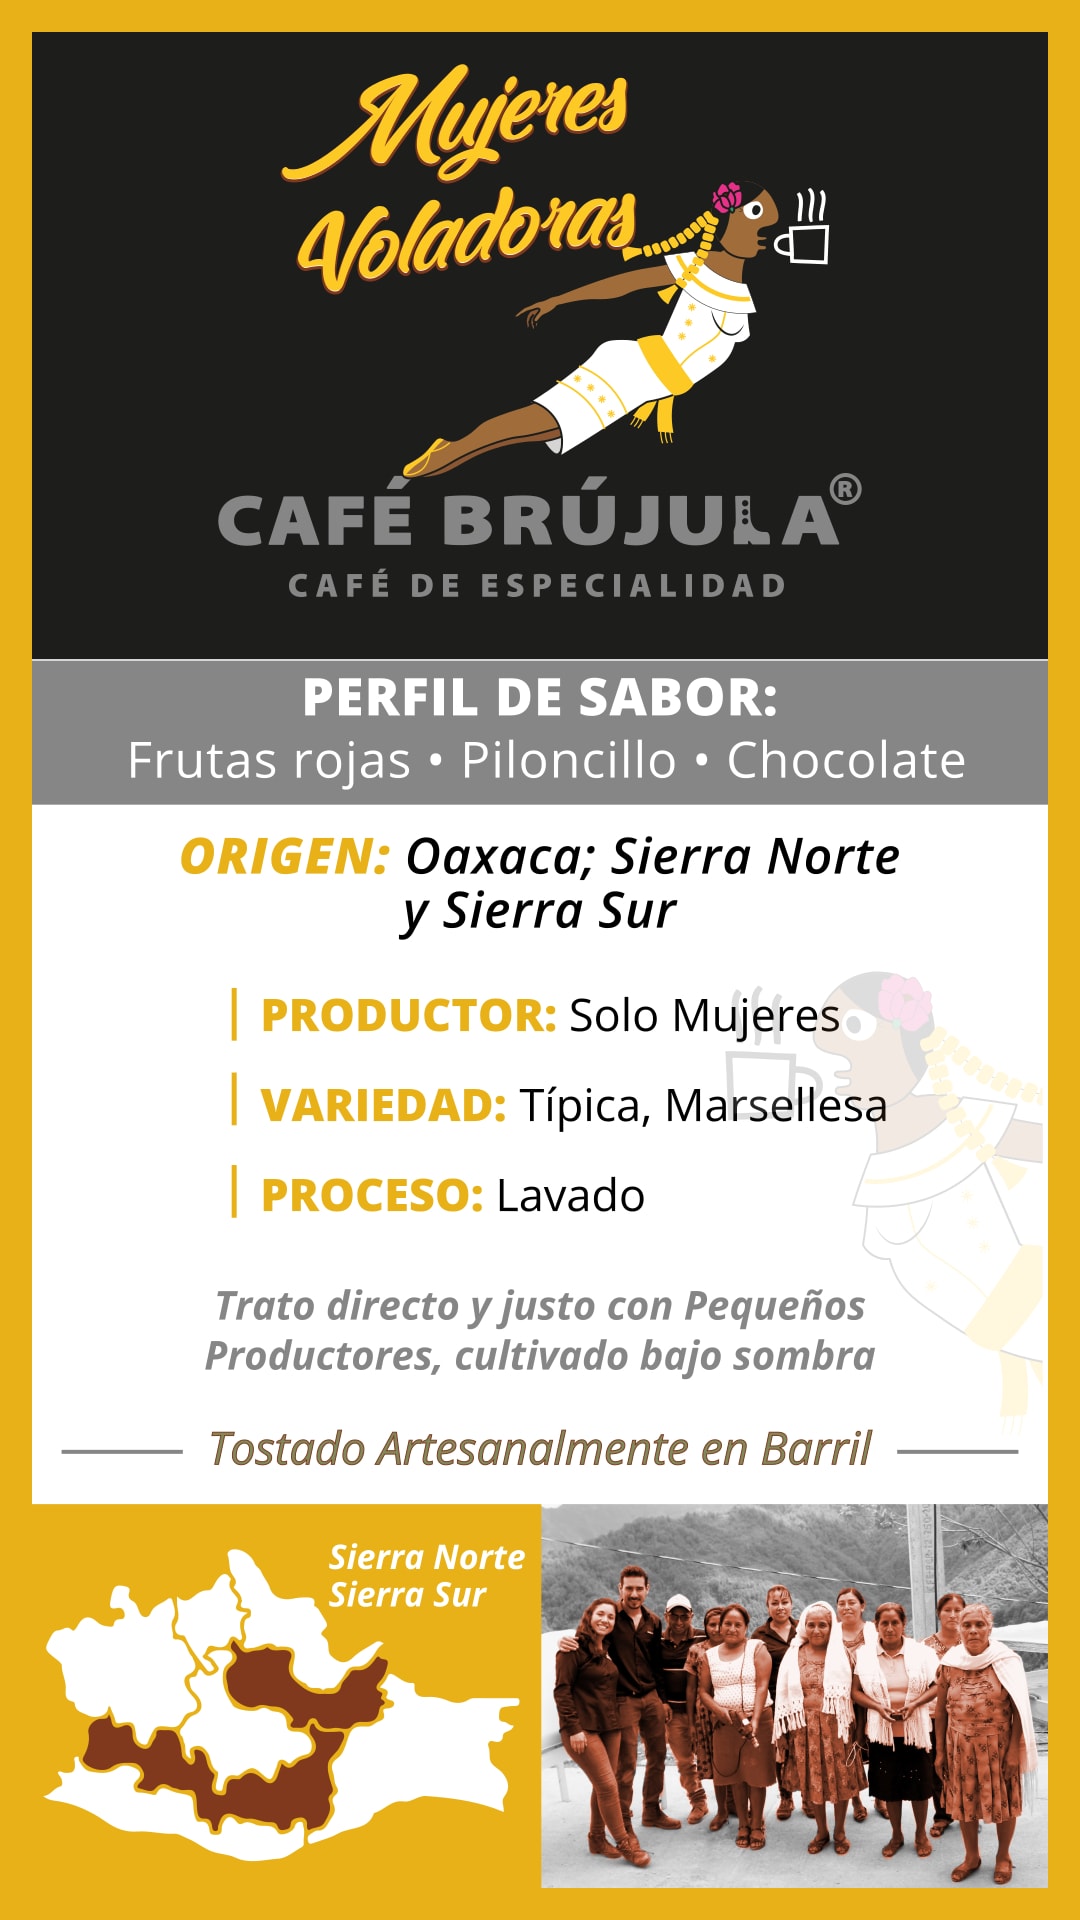 Mujeres
Voladoras
CAFÉ BRÚJULA®
CAFÉ DE ESPECIALIDAD
PERFIL DE SABOR:
Frutas rojas • Piloncillo • Chocolate
ORIGEN: Oaxaca; Sierra Norte
y Sierra Sur
PRODUCTOR: Solo Mujeres
VARIEDAD: Típica, Marsellesa
PROCESO: Lavado
Trato directo y justo con Pequeños
Productores, cultivado bajo sombra
Tostado Artesanalmente en Barril
Sierra Norte
Sierra Sur